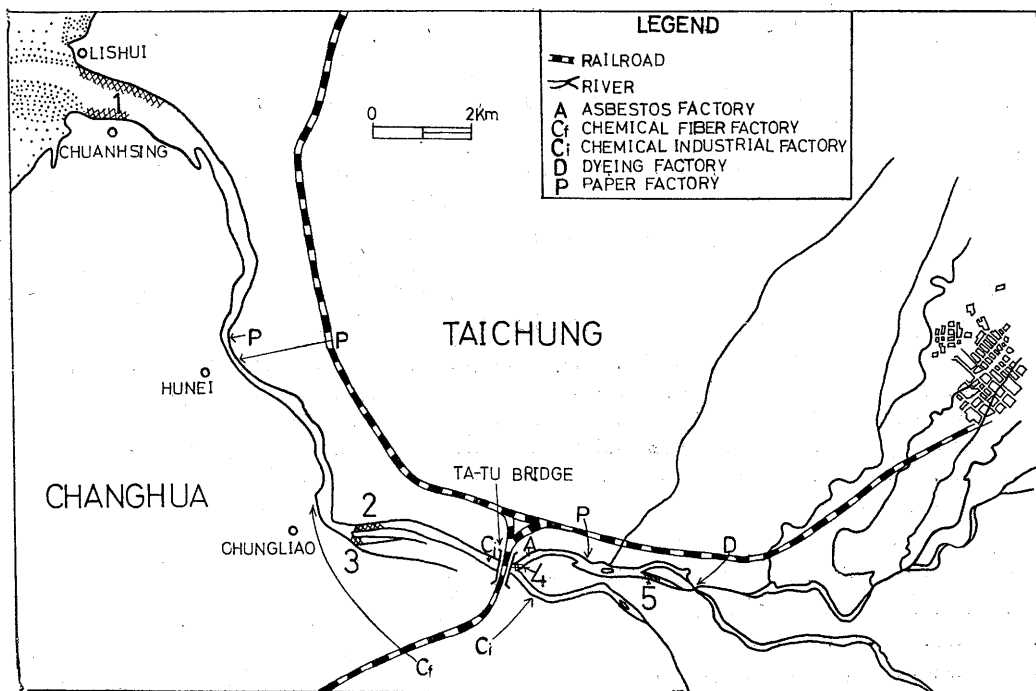 LEGEND
RAILROAD
RIVER
A ASBESTOS FACTORY
Cf CHEMICAL FIBER FACTORY
Ci CHEMICAL INDUSTRIAL FACTORY
D DYEING FACTORY
P PAPER FACTORY
0 2Km
LISHUI
1
CHUANHSING
P P
TAICHUNG
HUNEI
TA-TU BRIDGE
CHANGHUA
2
CHUNGLIAO
3
Ci A
P
D
4
5
Ci
Cf